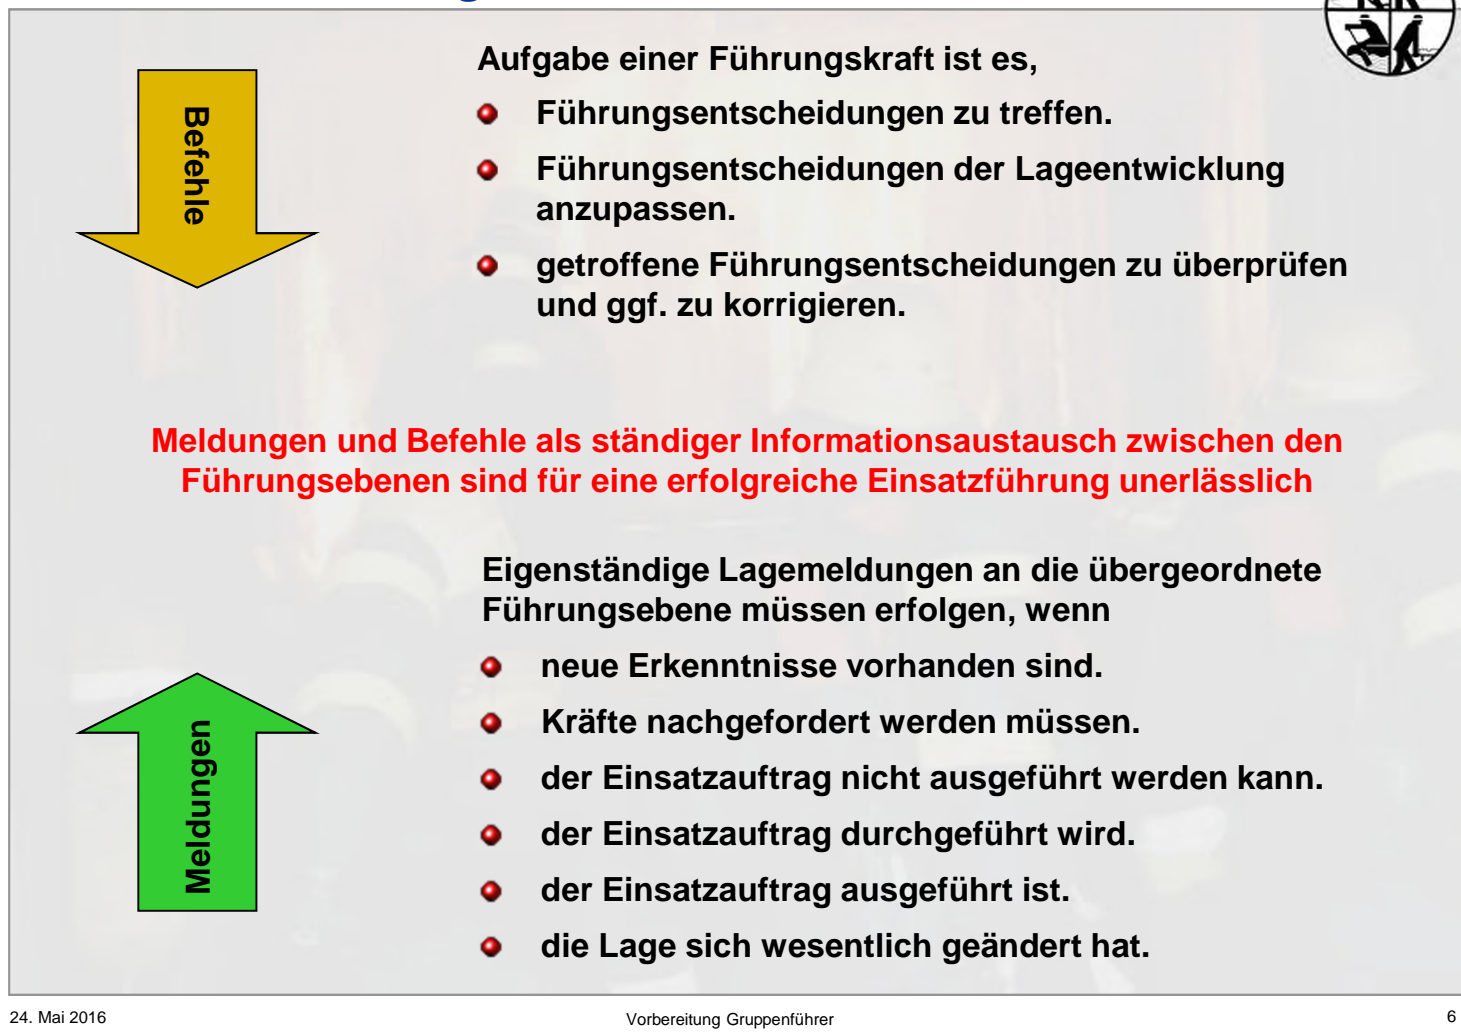 Befehle
Aufgabe einer Führungskraft ist es,
Führungsentscheidungen zu treffen.
Führungsentscheidungen der Lageentwicklung
anzupassen.
getroffene Führungsentscheidungen zu überprüfen
und ggf. zu korrigieren.
Meldungen und Befehle als ständiger Informationsaustausch zwischen den
Führungsebenen sind für eine erfolgreiche Einsatzführung unerlässlich
Meldungen
Eigenständige Lagemeldungen an die übergeordnete
Führungsebene müssen erfolgen, wenn
neue Erkenntnisse vorhanden sind.
Kräfte nachgefordert werden müssen.
der Einsatzauftrag nicht ausgeführt werden kann.
der Einsatzauftrag durchgeführt wird.
der Einsatzauftrag ausgeführt ist.
die Lage sich wesentlich geändert hat.
24. Mai 2016
Vorbereitung Gruppenführer
6